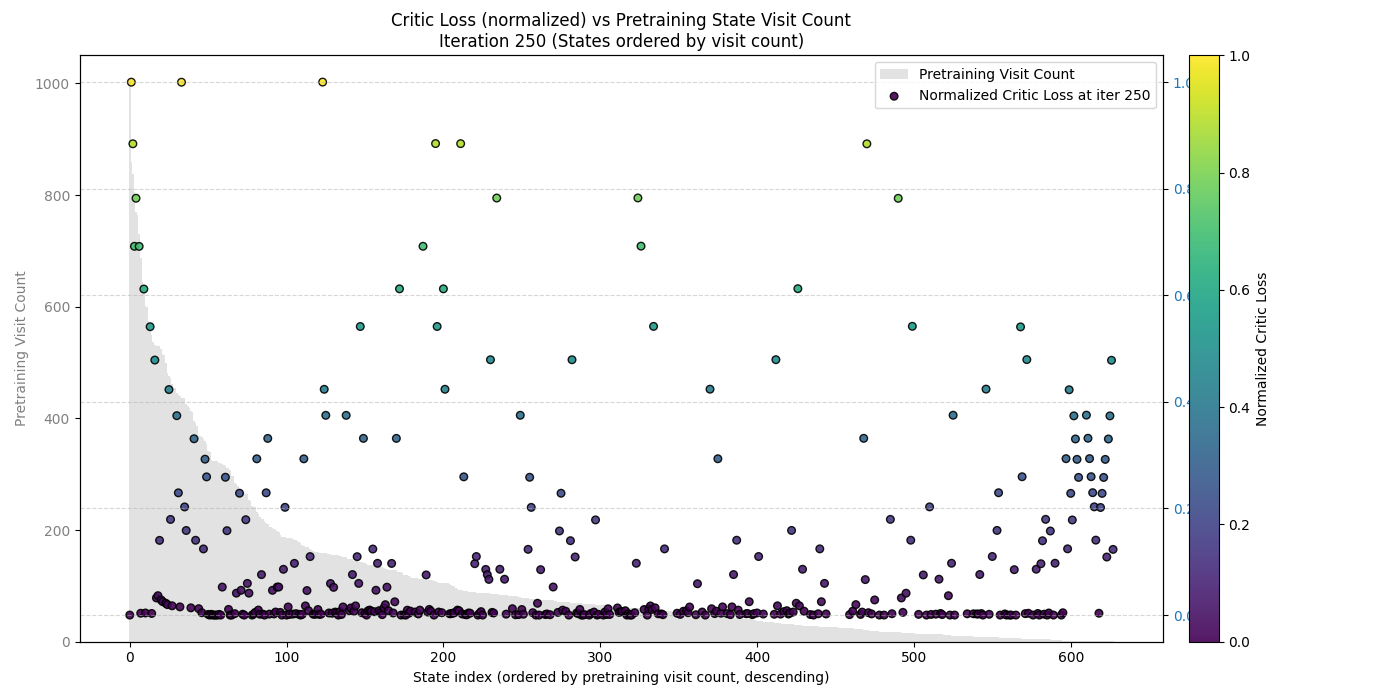 Critic Loss (normalized) vs Pretraining State Visit Count
Iteration 250 (States ordered by visit count)
Pretraining Visit Count
Normalized Critic Loss at iter 250
Pretraining Visit Count
1000
800
600
400
200
0
0
100
200
300
400
500
600
State index (ordered by pretraining visit count, descending)
1.0
0.8
0.6
0.4
0.2
0.0
Normalized Critic Loss